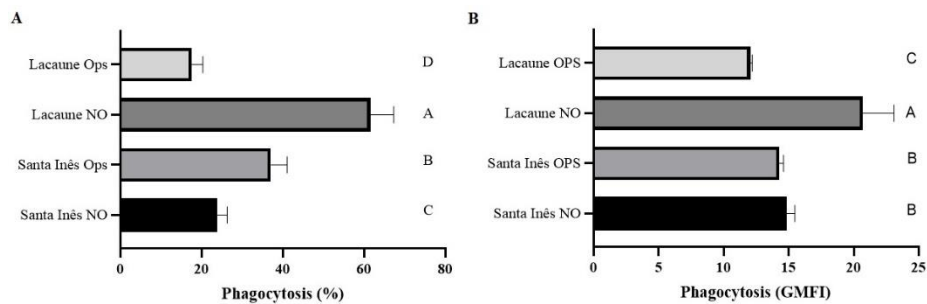 A
Lacaune Ops
D
Lacaune NO
A
Santa Inês Ops
B
Santa Inês NO
C
0 20 40 60 80
Phagocytosis (%)
B
Lacaune OPS
C
Lacaune NO
A
Santa Inês OPS
B
Santa Inês NO
B
0 5 10 15 20 25
Phagocytosis (GMFI)